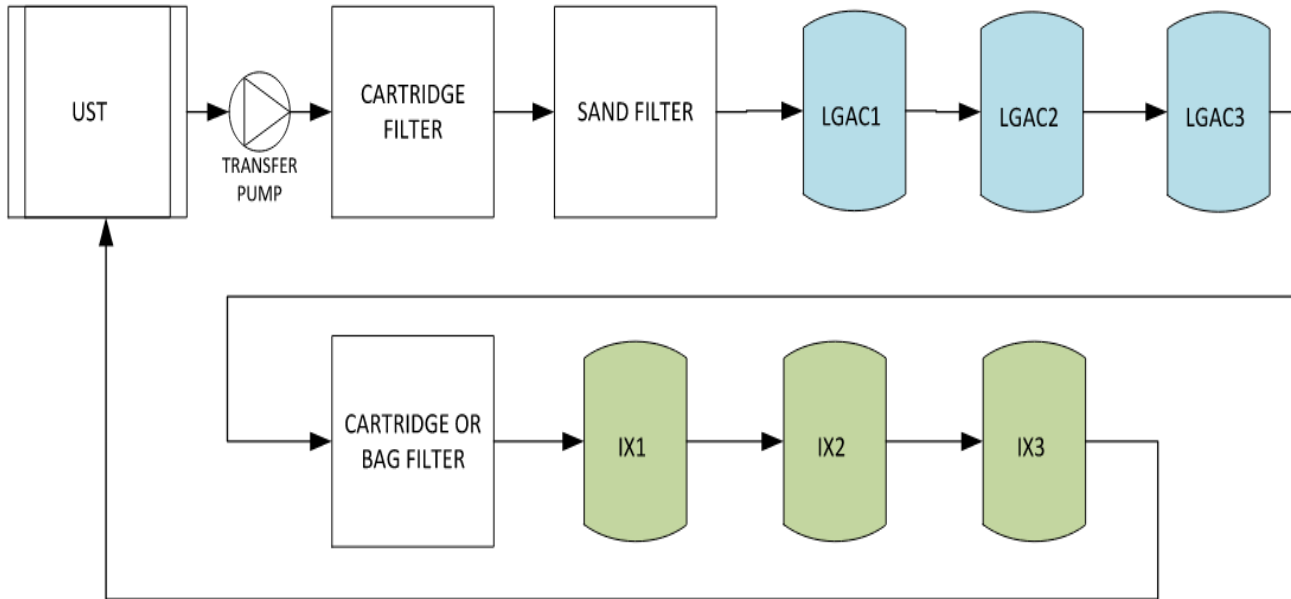 UST
TRANSFER
PUMP
CARTRIDGE
FILTER
SAND FILTER
LGAC1
LGAC2
LGAC3
CARTRIDGE OR
BAG FILTER
IX1
IX2
IX3